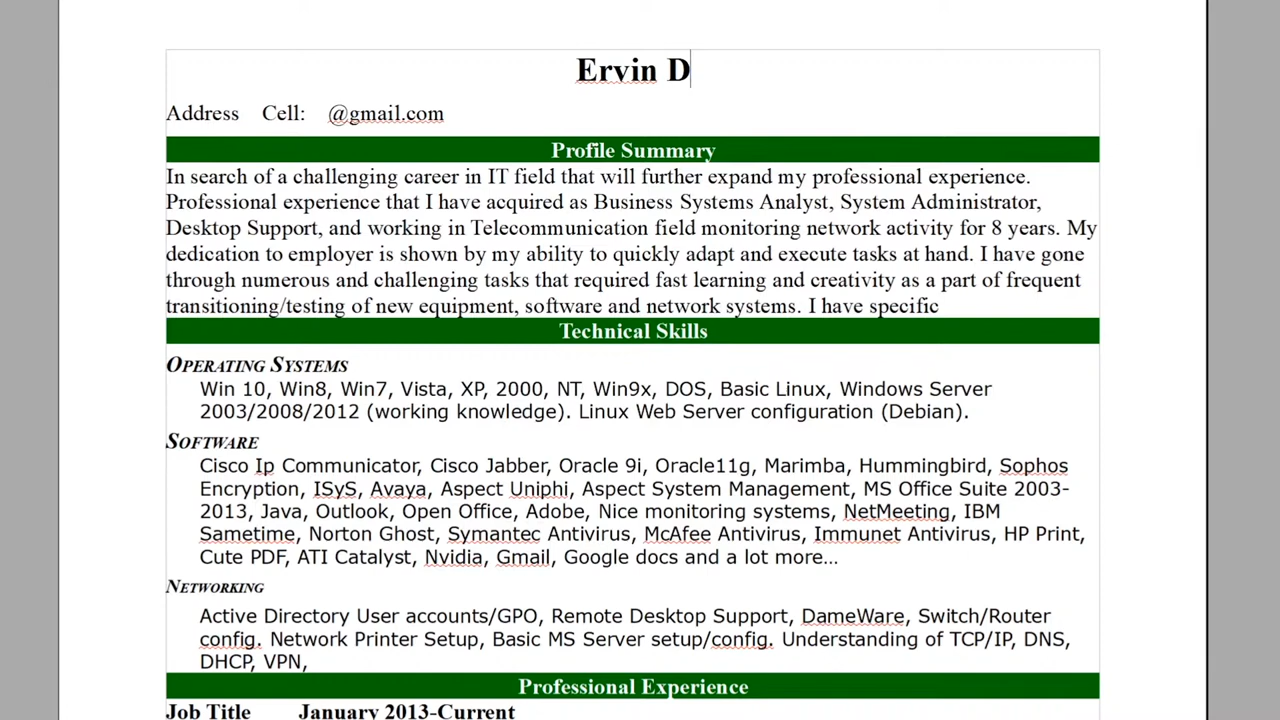 Ervin D
Address Cell: @gmail.com
Profile Summary
In search of a challenging career in IT field that will further expand my professional experience.
Professional experience that I have acquired as Business Systems Analyst, System Administrator,
Desktop Support, and working in Telecommunication field monitoring network activity for 8 years. My
dedication to employer is shown by my ability to quickly adapt and execute tasks at hand. I have gone
through numerous and challenging tasks that required fast learning and creativity as a part of frequent
transitioning/testing of new equipment, software and network systems. I have specific
Technical Skills
OPERATING SYSTEMS
Win 10, Win8, Win7, Vista, XP, 2000, NT, Win9x, DOS, Basic Linux, Windows Server
2003/2008/2012 (working knowledge). Linux Web Server configuration (Debian).
SOFTWARE
Cisco Ip Communicator, Cisco Jabber, Oracle 9i, Oracle11g, Marimba, Hummingbird, Sophos
Encryption, ISyS, Avaya, Aspect Uniphi, Aspect System Management, MS Office Suite 2003-
2013, Java, Outlook, Open Office, Adobe, Nice monitoring systems, NetMeeting, IBM
Sametime, Norton Ghost, Symantec Antivirus, McAfee Antivirus, Immunet Antivirus, HP Print,
Cute PDF, ATI Catalyst, Nvidia, Gmail, Google docs and a lot more…
NETWORKING
Active Directory User accounts/GPO, Remote Desktop Support, DameWare, Switch/Router
config. Network Printer Setup, Basic MS Server setup/config. Understanding of TCP/IP, DNS,
DHCP, VPN,
Professional Experience
Job Title January 2013-Current